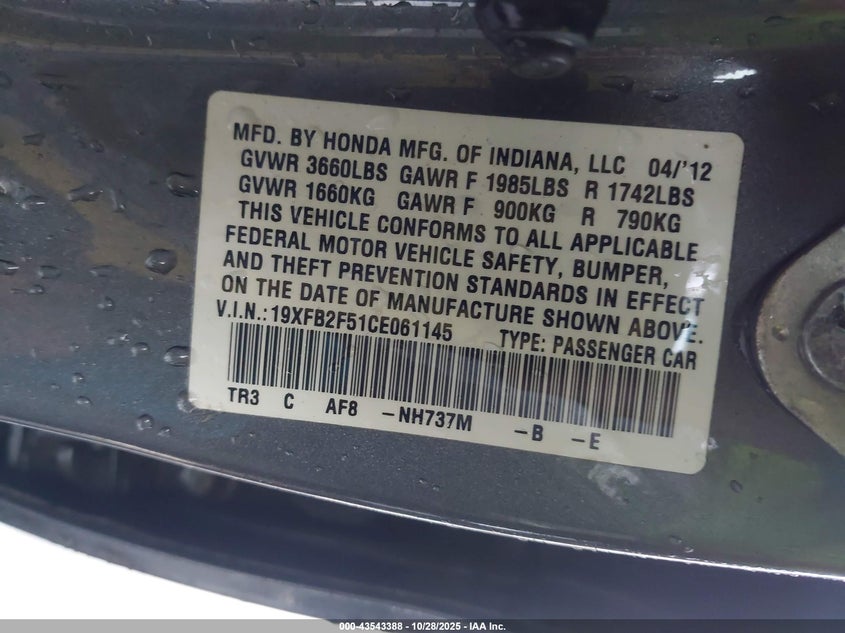 MFD. BY HONDA MFG. OF INDIANA, LLC 04/'12
GVWR 3660LBS GAWR F 1985LBS R 1742LBS
GVWR 1660KG GAWR F 900KG R 790KG
THIS VEHICLE CONFORMS TO ALL APPLICABLE
FEDERAL MOTOR VEHICLE SAFETY, BUMPER,
AND THEFT PREVENTION STANDARDS IN EFFECT
ON THE DATE OF MANUFACTURE SHOWN ABOVE.
V.I.N.:19XFB2F51CE061145 TYPE: PASSENGER CAR
TR3 C AF8 -NH737M -B -E
000-43543388 - 10/28/2025 - IAA Inc.